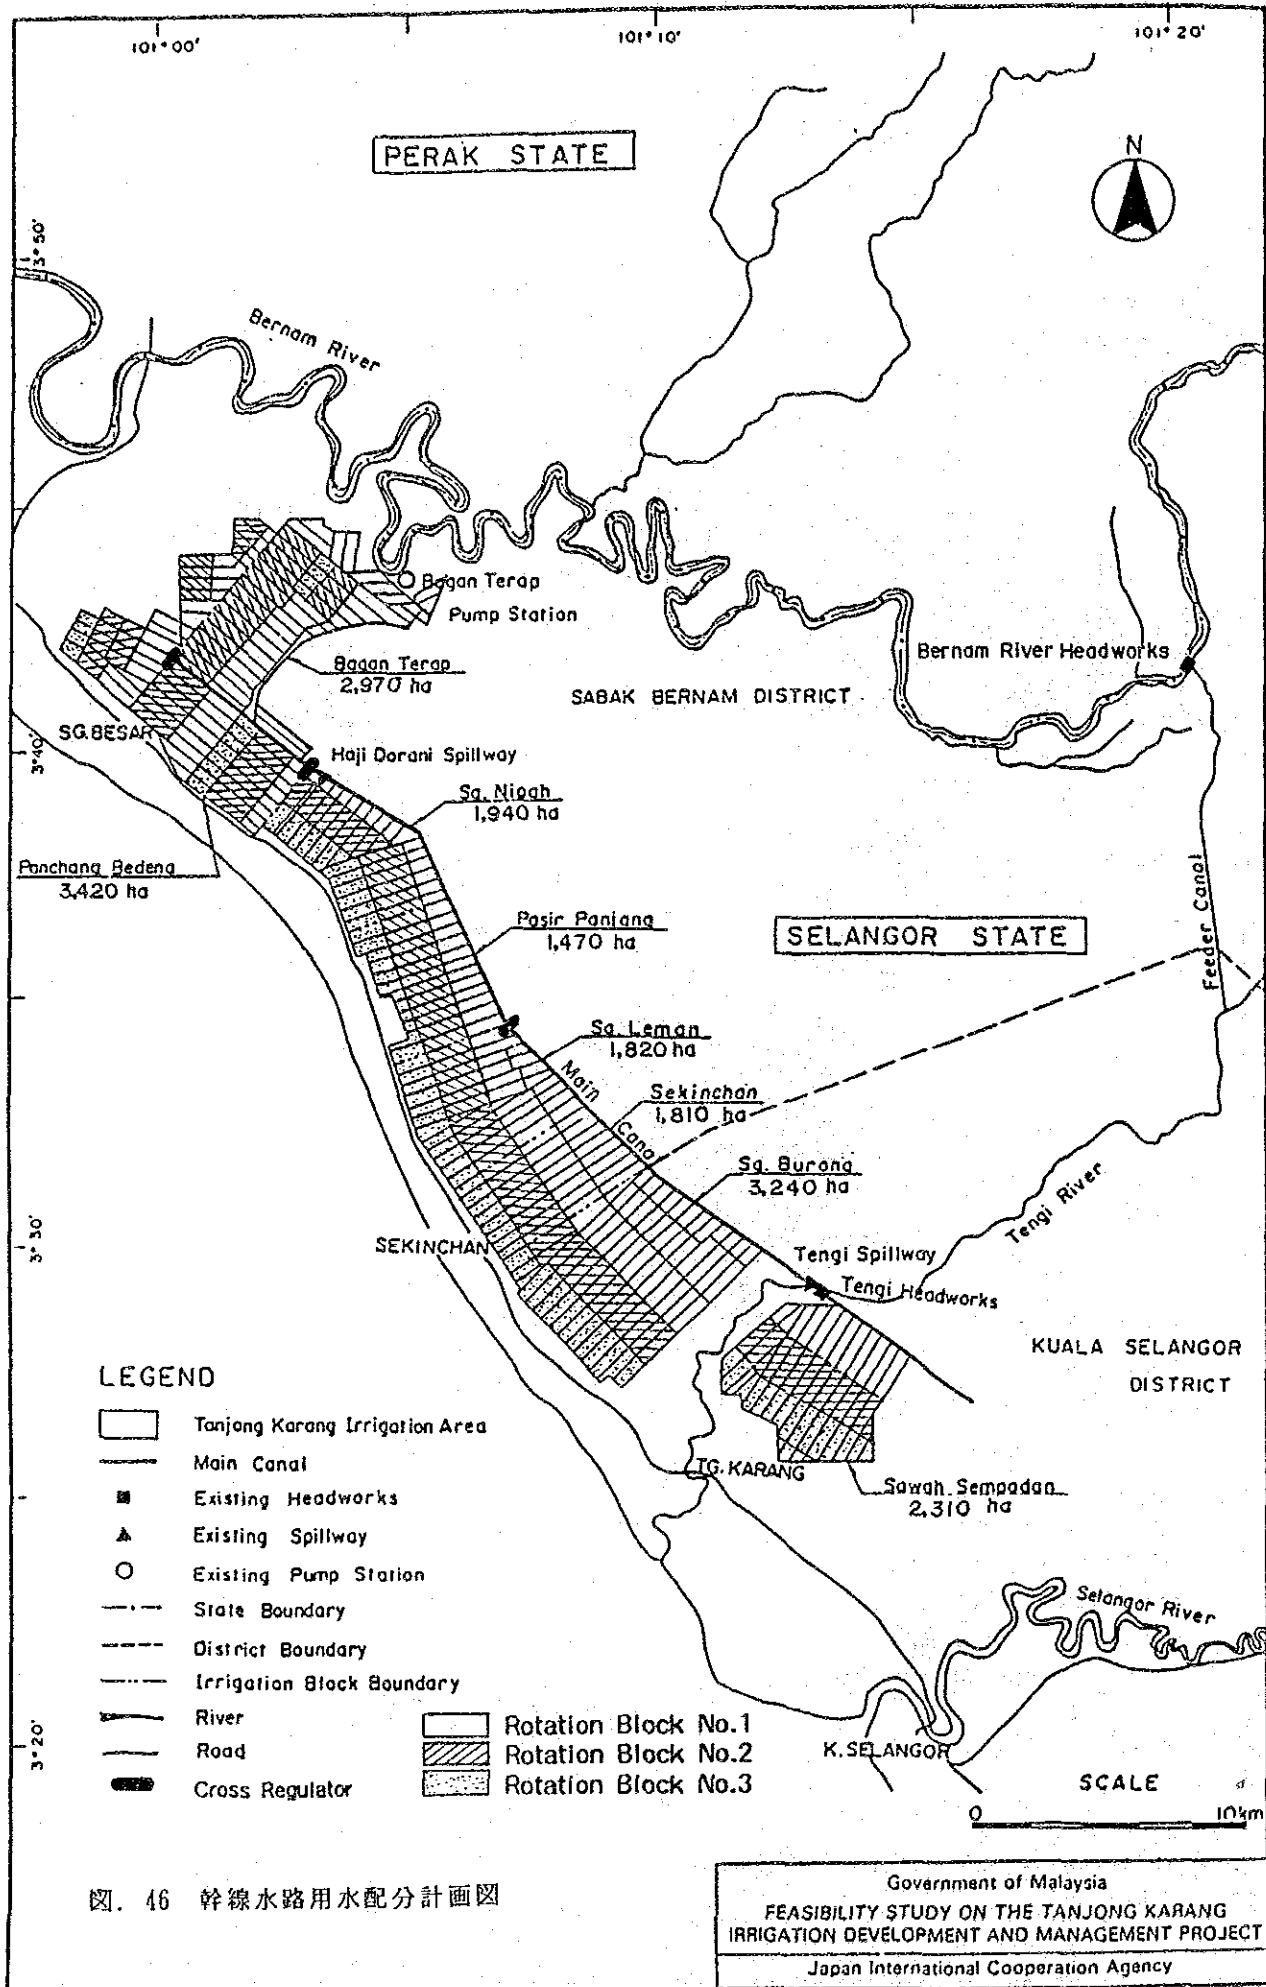 101°00'
101°10'
101°20'
PERAK STATE
N
3°50'
Bernam River
Bagan Terap
Pump Station
Bernam River Headworks
Bagan Terap
2,970 ha
SABAK BERNAM DISTRICT
SG. BESAR
3°40'
Haji Dorani Spillway
Sg. Nipah
1,940 ha
Panchang Bedena
3,420 ha
Pasir Panjang
1,470 ha
SELANGOR STATE
Feeder Canal
Sg. Leman
1,820 ha
Main Canal
Sekinchan
1,810 ha
Sg. Burong
3,240 ha
Tengi River
3°30'
SEKINCHAN
Tengi Spillway
Tengi Headworks
KUALA SELANGOR
DISTRICT
TG. KARANG
Sawah Sempadan
2,310 ha
LEGEND
Tanjong Karang Irrigation Area
Main Canal
Existing Headworks
Existing Spillway
Existing Pump Station
State Boundary
District Boundary
Irrigation Block Boundary
River
Road
Cross Regulator
Rotation Block No.1
Rotation Block No.2
Rotation Block No.3
Selangor River
3°20'
K. SELANGOR
SCALE
0 10km
図. 46 幹線水路用水配分計画図
Government of Malaysia
FEASIBILITY STUDY ON THE TANJONG KARANG
IRRIGATION DEVELOPMENT AND MANAGEMENT PROJECT
Japan International Cooperation Agency